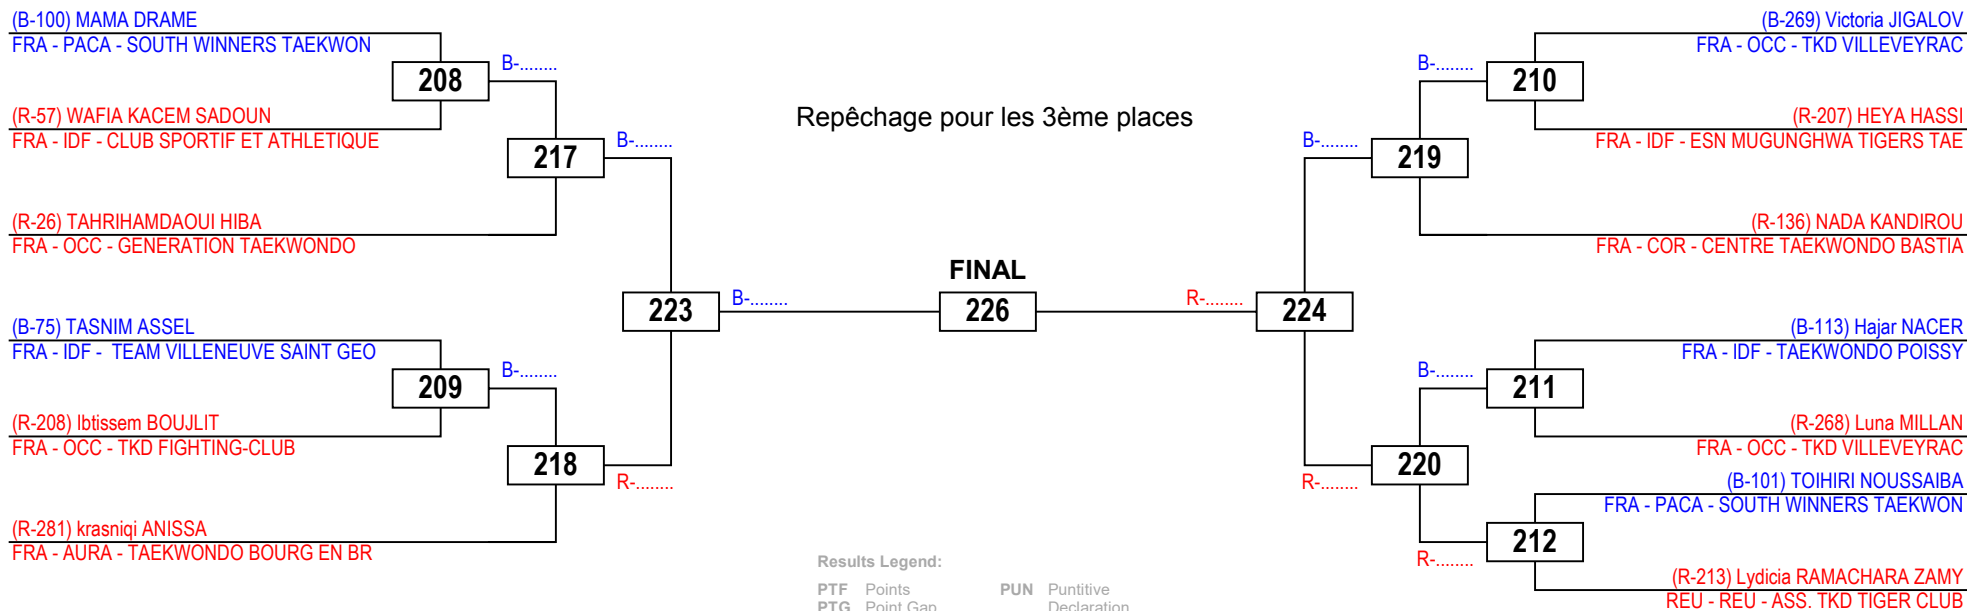 (B-100) MAMA DRAME
FRA - PACA - SOUTH WINNERS TAEKWON
208
B-........
(R-57) WAFIA KACEM SADOUN
FRA - IDF - CLUB SPORTIF ET ATHLETIQUE
217
B-........
(R-26) TAHRIHAMDAOUI HIBA
FRA - OCC - GENERATION TAEKWONDO
223
B-........
(B-75) TASNIM ASSEL
FRA - IDF -  TEAM VILLENEUVE SAINT GEO
209
B-........
(R-208) Ibtissem BOUJLIT
FRA - OCC - TKD FIGHTING-CLUB
218
R-........
(R-281) krasniqi ANISSA
FRA - AURA - TAEKWONDO BOURG EN BR
Repêchage pour les 3ème places
FINAL
226
(B-269) Victoria JIGALOV
FRA - OCC - TKD VILLEVEYRAC
B-........
210
(R-207) HEYA HASSI
FRA - IDF - ESN MUGUNGHWA TIGERS TAE
B-........
219
(R-136) NADA KANDIROU
FRA - COR - CENTRE TAEKWONDO BASTIA
R-........
224
(B-113) Hajar NACER
FRA - IDF - TAEKWONDO POISSY
B-........
211
(R-268) Luna MILLAN
FRA - OCC - TKD VILLEVEYRAC
R-........
220
(B-101) TOIHIRI NOUSSAIBA
FRA - PACA - SOUTH WINNERS TAEKWON
R-........
212
(R-213) Lydicia RAMACHARA ZAMY
REU - REU - ASS. TKD TIGER CLUB
Results Legend:
PTF Points PUN Puntitive
PTG Point Gap Declaration